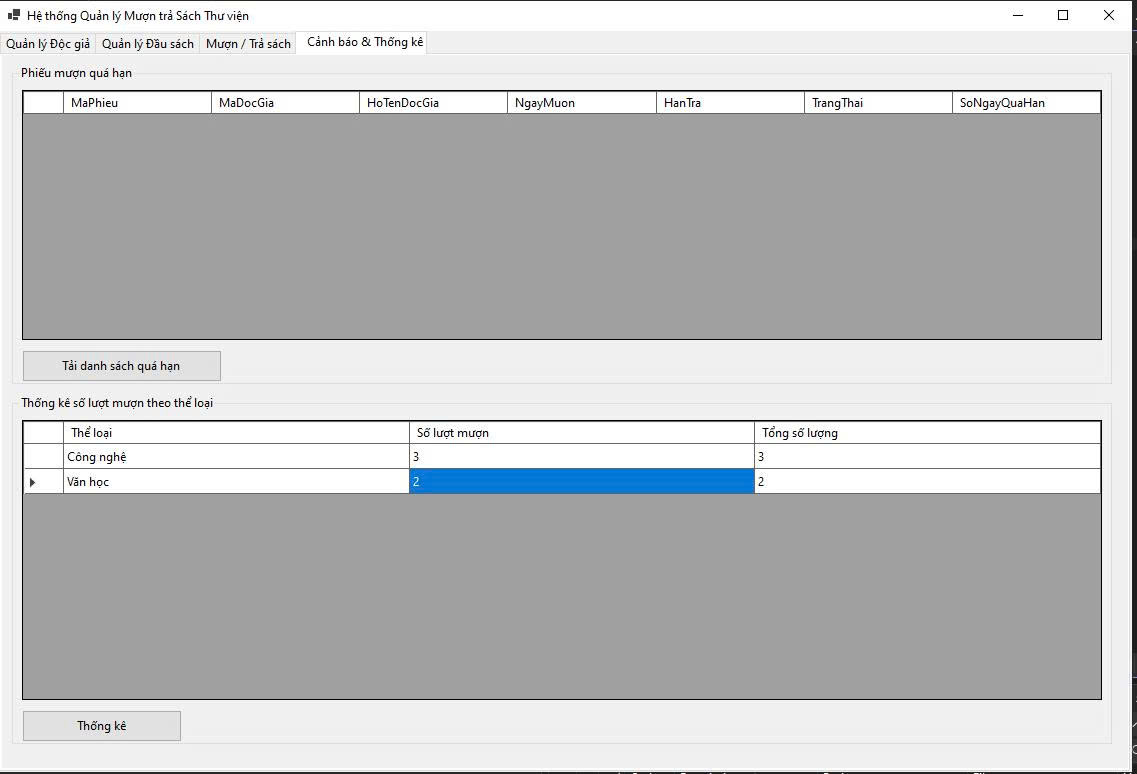 Hệ thống Quản lý Mượn trả Sách Thư viện
Quản lý Độc giả Quản lý Đầu sách Mượn / Trả sách Cảnh báo & Thống kê
Phiếu mượn quá hạn
MaPhieu MaDocGia HoTenDocGia NgayMuon HanTra TrangThai SoNgayQuaHan
Tải danh sách quá hạn
Thống kê số lượt mượn theo thể loại
Thể loại Số lượt mượn Tổng số lượng
Công nghệ 3 3
Văn học 2 2
Thống kê